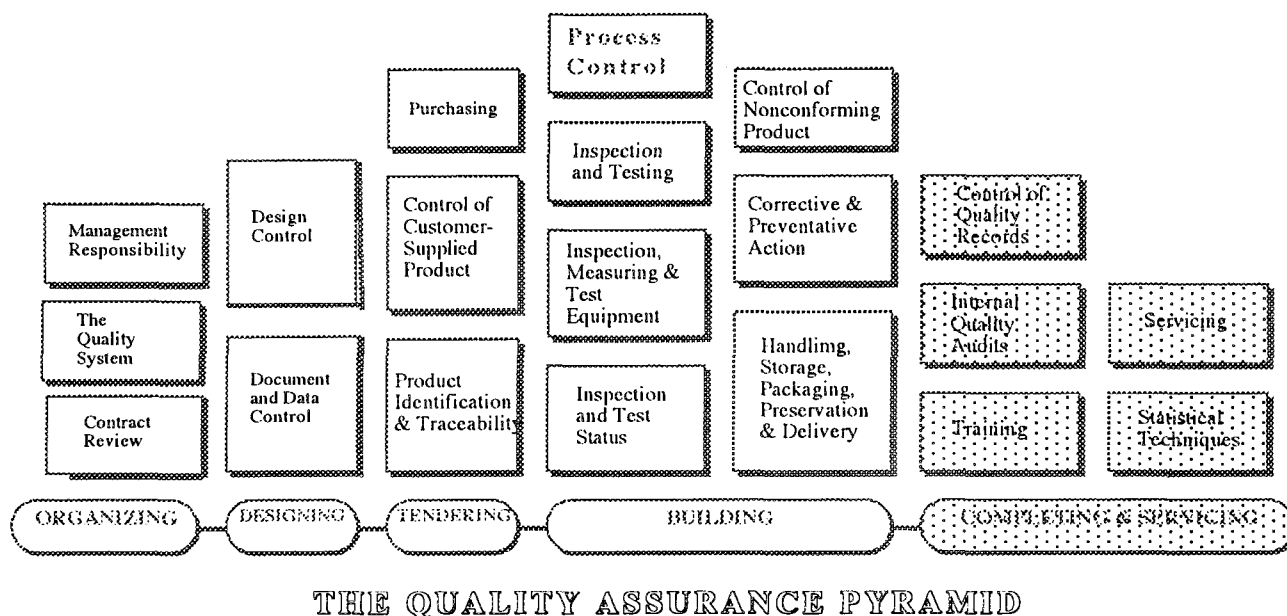 Management
Responsibility
The
Quality
System
Contract
Review
Design
Control
Document
and Data
Control
Purchasing
Control of
Customer-
Supplied
Product
Product
Identification
& Traceability
Process
Control
Inspection
and Testing
Inspection,
Measuring &
Test
Equipment
Inspection
and Test
Status
Control of
Nonconforming
Product
Corrective &
Preventative
Action
Handling,
Storage,
Packaging,
Preservation
& Delivery
Control of
Quality
Records
Internal
Quality
Audits
Training
Servicing
Statistical
Techniques
ORGANIZING
DESIGNING
TENDERING
BUILDING
COMPLETING & SERVICING
THE QUALITY ASSURANCE PYRAMID